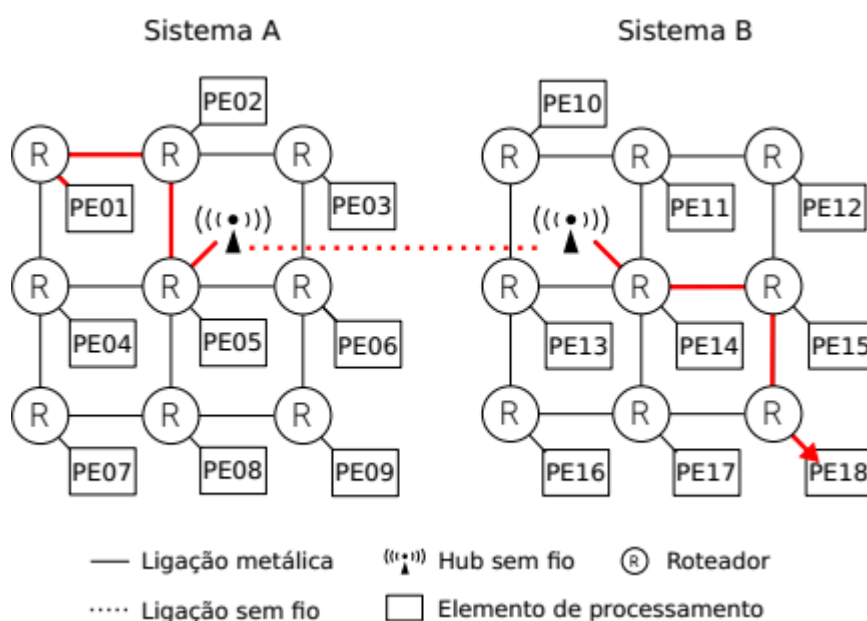 Sistema A Sistema B
PE02 PE10
R R R R R R
PE01 PE03 PE11 PE12
R R R R R R
PE04 PE05 PE06 PE13 PE14 PE15
R R R R R R
PE07 PE08 PE09 PE16 PE17 PE18
Ligação metálica Hub sem fio R Roteador
Ligação sem fio Elemento de processamento